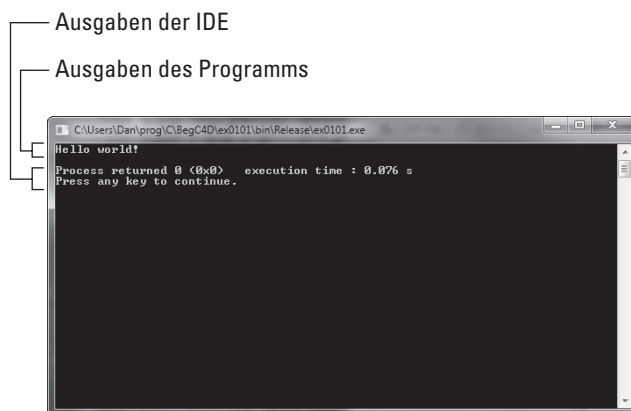 Ausgaben der IDE
Ausgaben des Programms
C:\Users\Dan\prog\C\BegC4D\ex0101\bin\Release\ex0101.exe
Hello world!
Process returned 0 (0x0)   execution time : 0.076 s
Press any key to continue.